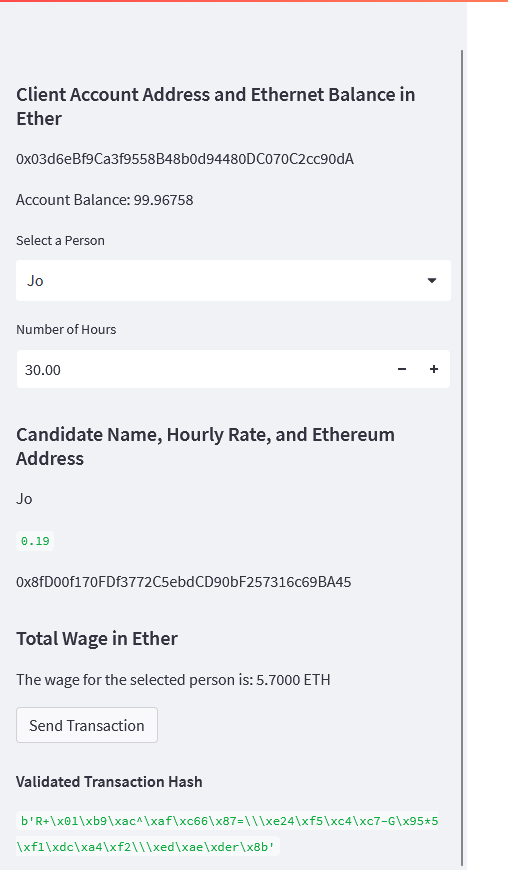 Client Account Address and Ethernet Balance in
Ether
0x03d6eBf9Ca3f9558B48b0d94480DC070C2cc90dA
Account Balance: 99.96758
Select a Person
Jo
Number of Hours
30.00
Candidate Name, Hourly Rate, and Ethereum
Address
Jo
0.19
0x8fD00f170FDf3772C5ebdCD90bF257316c69BA45
Total Wage in Ether
The wage for the selected person is: 5.7000 ETH
Send Transaction
Validated Transaction Hash
b'R+\x01\xb9\xac^\xaf\xc66\x87=\\\xe24\xf5\xc4\xc7-G\x95*5
\xf1\xdc\xa4\xf2\\\xed\xae\xder\x8b'